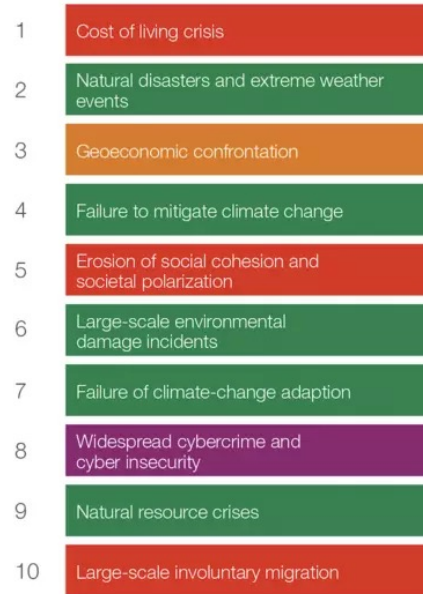 1 Cost of living crisis
2 Natural disasters and extreme weather
events
3 Geoeconomic confrontation
4 Failure to mitigate climate change
5 Erosion of social cohesion and
societal polarization
6 Large-scale environmental
damage incidents
7 Failure of climate-change adaption
8 Widespread cybercrime and
cyber insecurity
9 Natural resource crises
10 Large-scale involuntary migration